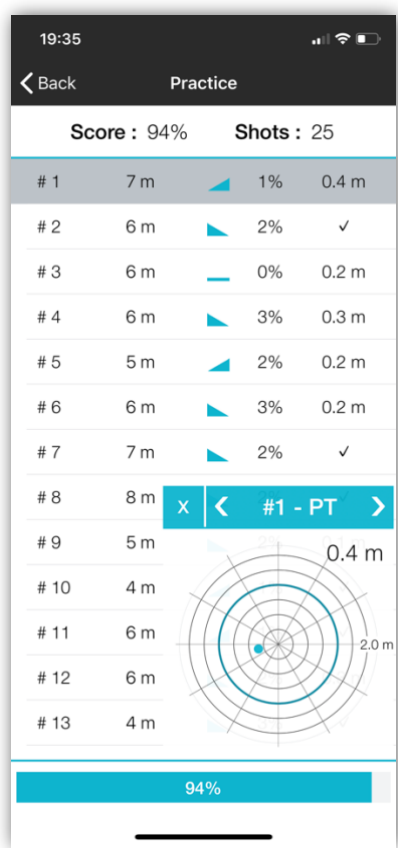 19:35
Back Practice
Score : 94% Shots : 25
# 1 7 m 1% 0.4 m
# 2 6 m 2% ✓
# 3 6 m 0% 0.2 m
# 4 6 m 3% 0.3 m
# 5 5 m 2% 0.2 m
# 6 6 m 3% 0.2 m
# 7 7 m 2% ✓
# 8 8 m
x #1 - PT
# 9 5 m
0.4 m
# 10 4 m
# 11 6 m
2.0 m
# 12 6 m
# 13 4 m
94%